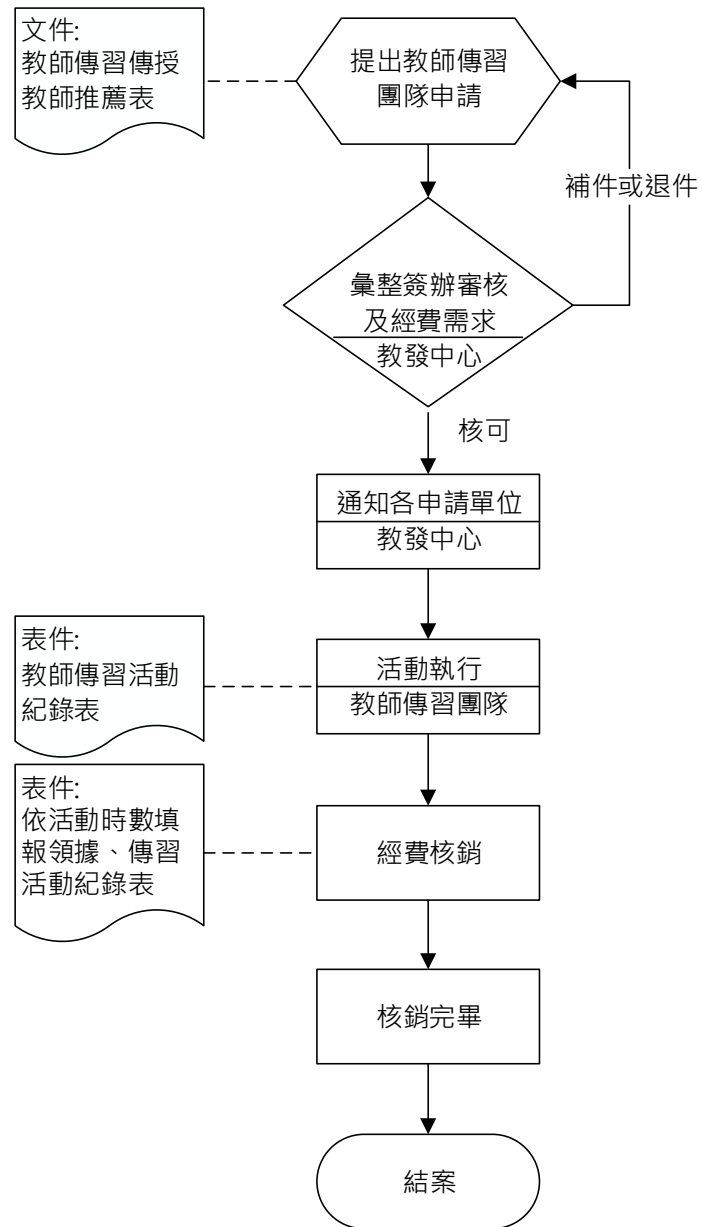 文件:
教師傳習傳授
教師推薦表
提出教師傳習
團隊申請
補件或退件
彙整簽辦審核
及經費需求
教發中心
核可
通知各申請單位
教發中心
表件:
教師傳習活動
紀錄表
活動執行
教師傳習團隊
表件:
依活動時數填
報領據、傳習
活動紀錄表
經費核銷
核銷完畢
結案